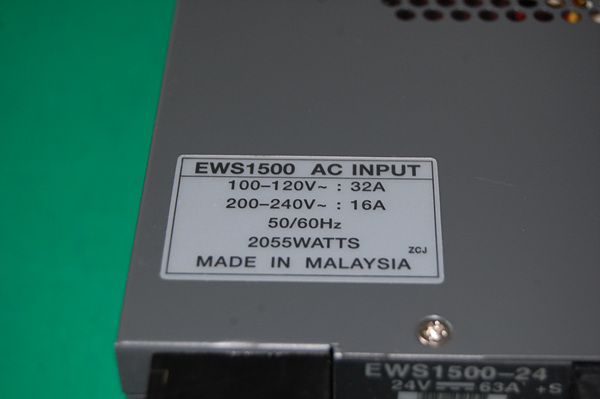 EWS1500 AC INPUT
100-120V~ : 32A
200-240V~ : 16A
50/60Hz
2055WATTS
ZCJ
MADE IN MALAYSIA
EWS1500-24
24V⎓63A +S